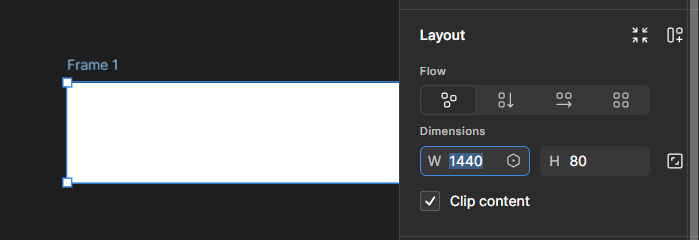 Layout
Frame 1
Flow
Dimensions
W 1440
H 80
Clip content